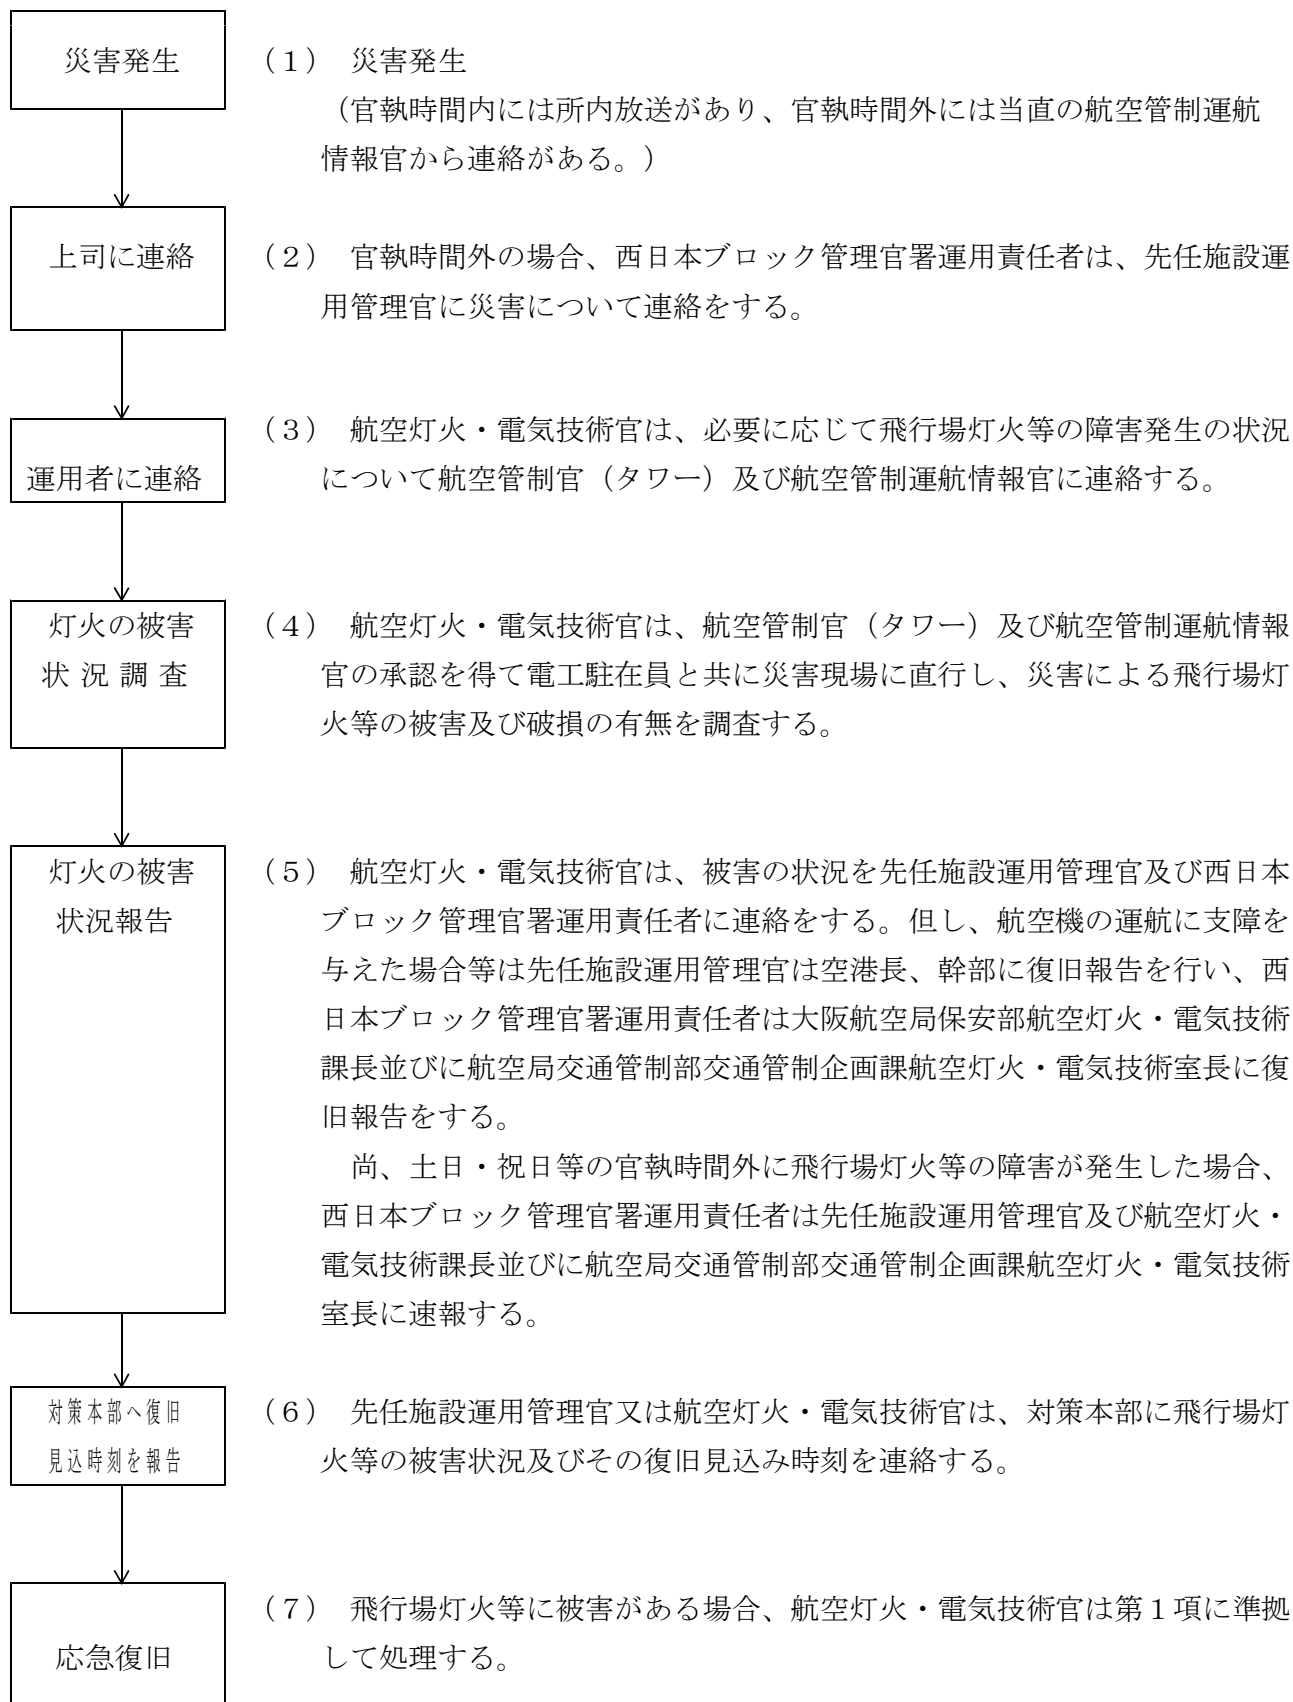 災害発生
(1) 災害発生
(官執時間内には所内放送があり、官執時間外には当直の航空管制運航
情報官から連絡がある。)
上司に連絡
(2) 官執時間外の場合、西日本ブロック管理官署運用責任者は、先任施設運
用管理官に災害について連絡をする。
運用者に連絡
(3) 航空灯火・電気技術官は、必要に応じて飛行場灯火等の障害発生の状況
について航空管制官(タワー)及び航空管制運航情報官に連絡する。
灯火の被害
状況調査
(4) 航空灯火・電気技術官は、航空管制官(タワー)及び航空管制運航情報
官の承認を得て電工駐在員と共に災害現場に直行し、災害による飛行場灯
火等の被害及び破損の有無を調査する。
灯火の被害
状況報告
(5) 航空灯火・電気技術官は、被害の状況を先任施設運用管理官及び西日本
ブロック管理官署運用責任者に連絡をする。但し、航空機の運航に支障を
与えた場合等は先任施設運用管理官は空港長、幹部に復旧報告を行い、西
日本ブロック管理官署運用責任者は大阪航空局保安部航空灯火・電気技術
課長並びに航空局交通管制部交通管制企画課航空灯火・電気技術室長に復
旧報告をする。
尚、土日・祝日等の官執時間外に飛行場灯火等の障害が発生した場合、
西日本ブロック管理官署運用責任者は先任施設運用管理官及び航空灯火・
電気技術課長並びに航空局交通管制部交通管制企画課航空灯火・電気技術
室長に速報する。
対策本部へ復旧
見込時刻を報告
(6) 先任施設運用管理官又は航空灯火・電気技術官は、対策本部に飛行場灯
火等の被害状況及びその復旧見込み時刻を連絡する。
応急復旧
(7) 飛行場灯火等に被害がある場合、航空灯火・電気技術官は第1項に準拠
して処理する。